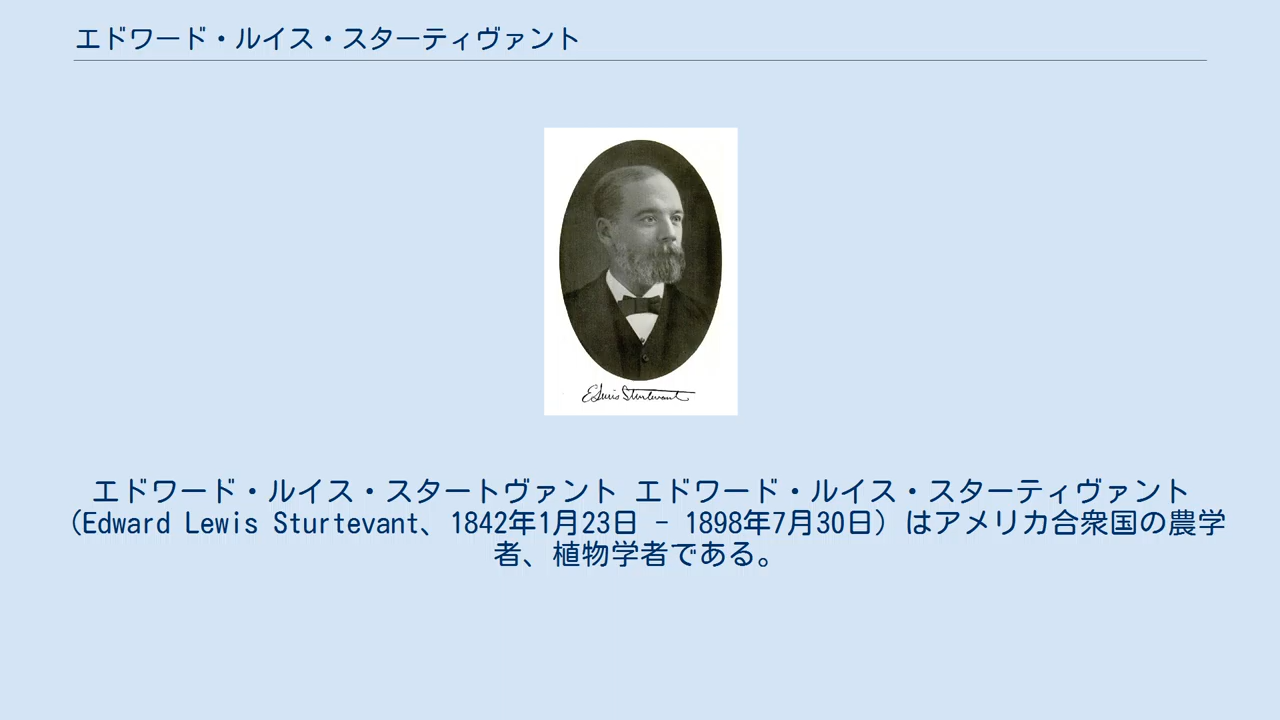 エドワード・ルイス・スターティヴァント
E Lewis Sturtevant
エドワード・ルイス・スタートヴァント エドワード・ルイス・スターティヴァント
(Edward Lewis Sturtevant、1842年1月23日 - 1898年7月30日) はアメリカ合衆国の農学
者、植物学者である。